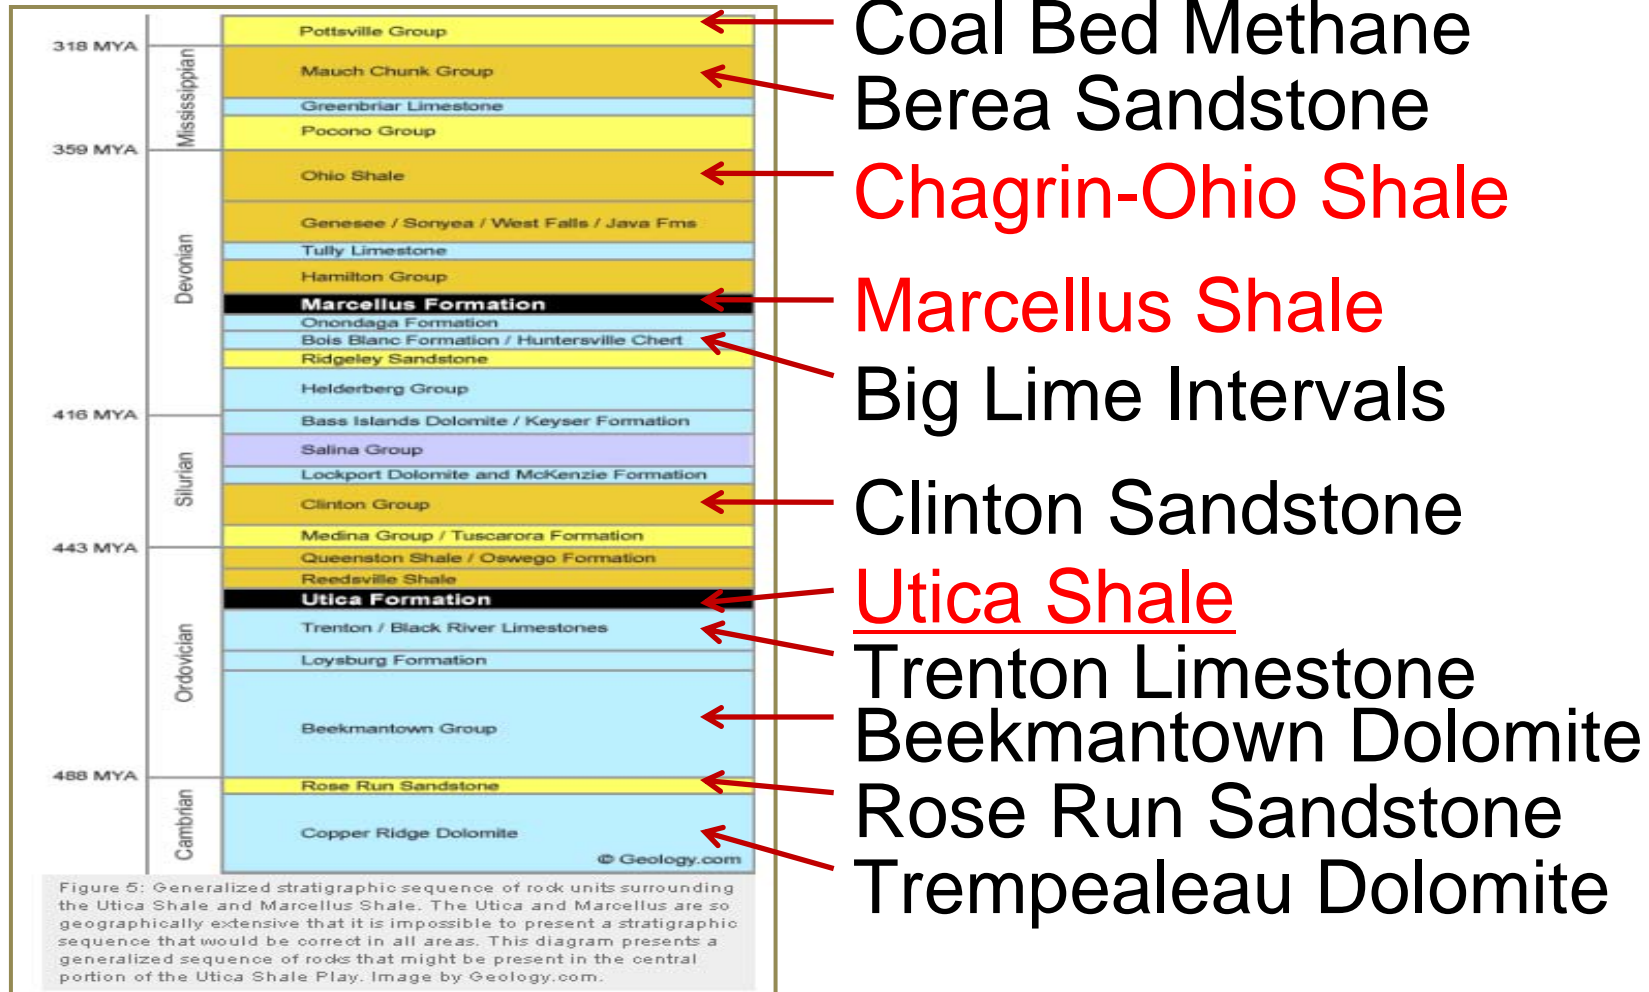 Pottsville Group
318 MYA
Mississippian
Mauch Chunk Group
Greenbriar Limestone
Pocono Group
359 MYA
Devonian
Ohio Shale
Genesee / Sonyea / West Falls / Java Fms
Tully Limestone
Hamilton Group
Marcellus Formation
Onondaga Formation
Bois Blanc Formation / Huntersville Chert
Ridgeley Sandstone
Helderberg Group
416 MYA
Silurian
Bass Islands Dolomite / Keyser Formation
Salina Group
Lockport Dolomite and McKenzie Formation
Clinton Group
Medina Group / Tuscarora Formation
443 MYA
Ordovician
Queenston Shale / Oswego Formation
Reedsville Shale
Utica Formation
Trenton / Black River Limestones
Loysburg Formation
Beekmantown Group
488 MYA
Cambrian
Rose Run Sandstone
Copper Ridge Dolomite
© Geology.com
Figure 5: Generalized stratigraphic sequence of rock units surrounding
the Utica Shale and Marcellus Shale. The Utica and Marcellus are so
geographically extensive that it is impossible to present a stratigraphic
sequence that would be correct in all areas. This diagram presents a
generalized sequence of rocks that might be present in the central
portion of the Utica Shale Play. Image by Geology.com.
Coal Bed Methane
Berea Sandstone
Chagrin-Ohio Shale
Marcellus Shale
Big Lime Intervals
Clinton Sandstone
Utica Shale
Trenton Limestone
Beekmantown Dolomite
Rose Run Sandstone
Trempealeau Dolomite